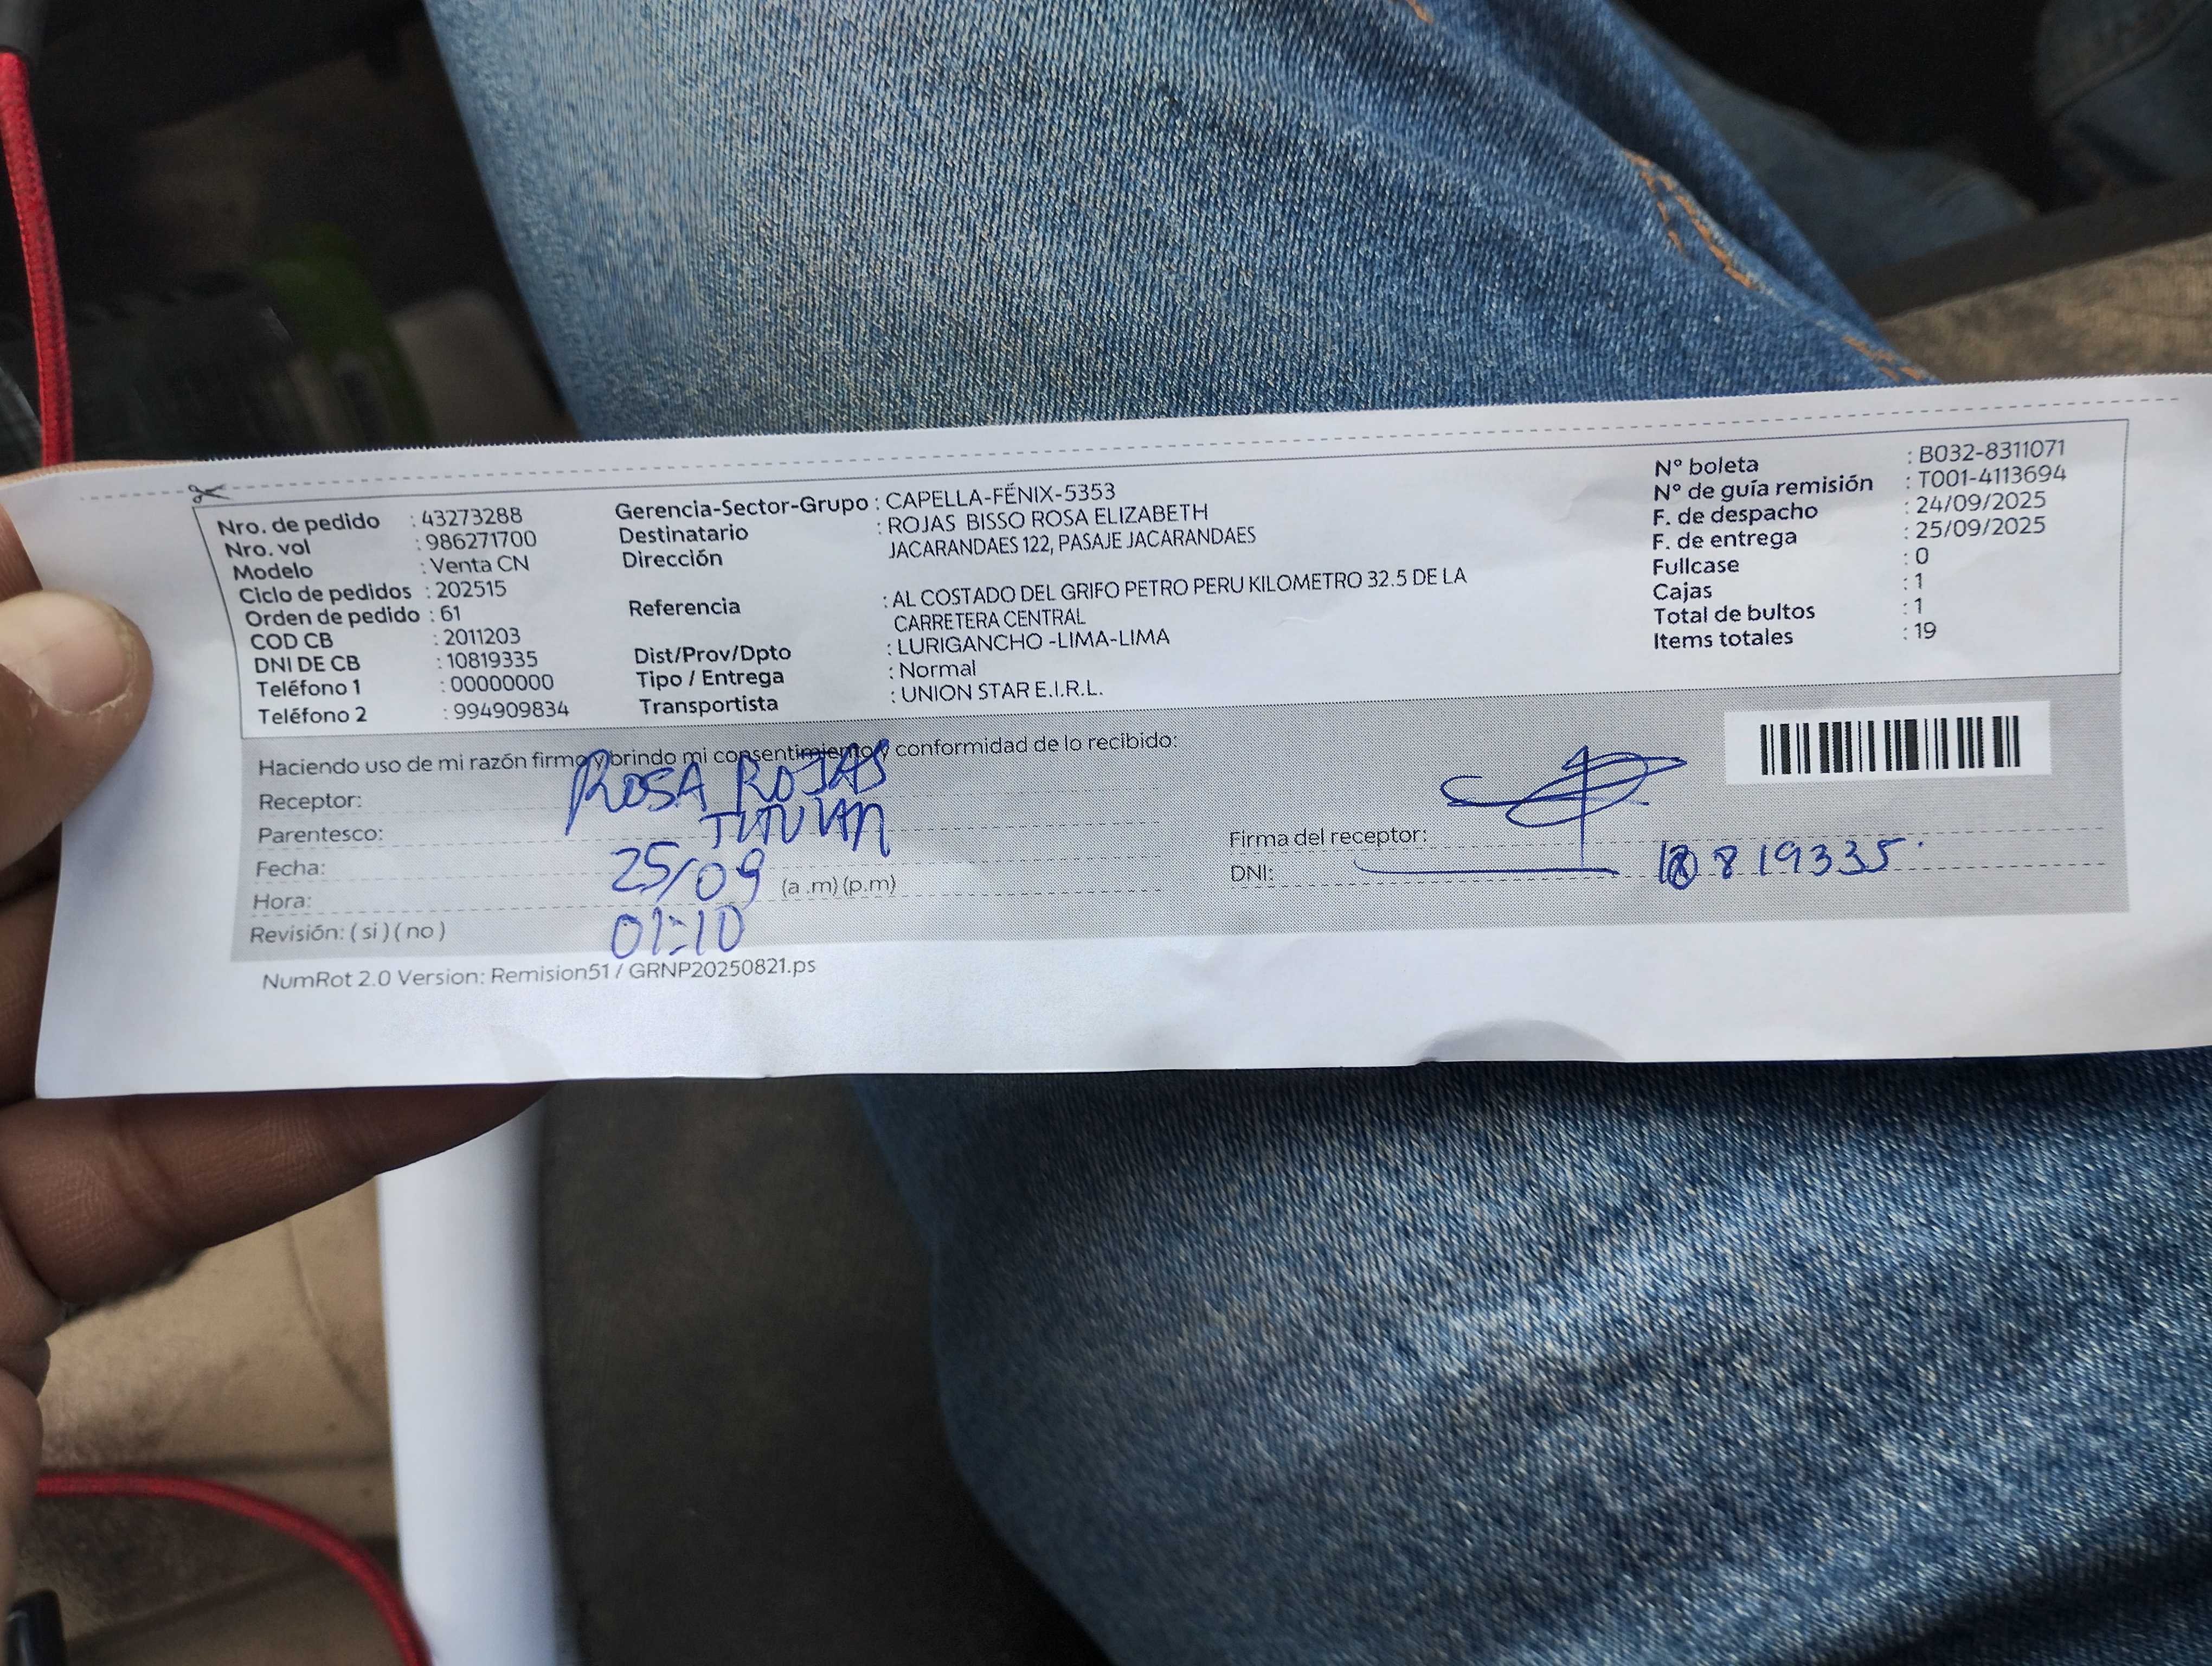 Nro. de pedido : 43273288
Nro. vol : 986271700
Modelo : Venta CN
Ciclo de pedidos : 202515
Orden de pedido : 61
COD CB : 2011203
DNI DE CB : 10819335
Teléfono 1 : 00000000
Teléfono 2 : 994909834
Gerencia-Sector-Grupo : CAPELLA-FÉNIX-5353
Destinatario : ROJAS BISSO ROSA ELIZABETH
Dirección JACARANDAES 122, PASAJE JACARANDAES
Referencia : AL COSTADO DEL GRIFO PETRO PERU KILOMETRO 32.5 DE LA
CARRETERA CENTRAL
Dist/Prov/Dpto : LURIGANCHO -LIMA-LIMA
Tipo / Entrega : Normal
Transportista : UNION STAR E.I.R.L.
N° boleta : B032-8311071
N° de guía remisión : T001-4113694
F. de despacho : 24/09/2025
F. de entrega : 25/09/2025
Fullcase : 0
Cajas : 1
Total de bultos : 1
Items totales : 19
Haciendo uso de mi razón firmo y brindo mi consentimiento y conformidad de lo recibido:
Receptor: ROSA ROJAS
Parentesco:
Fecha: 25/09
Hora: (a .m) (p.m)
01:10
Revisión: ( si ) ( no )
Firma del receptor:
DNI: 10819335
NumRot 2.0 Version: Remision51 / GRNP20250821.ps